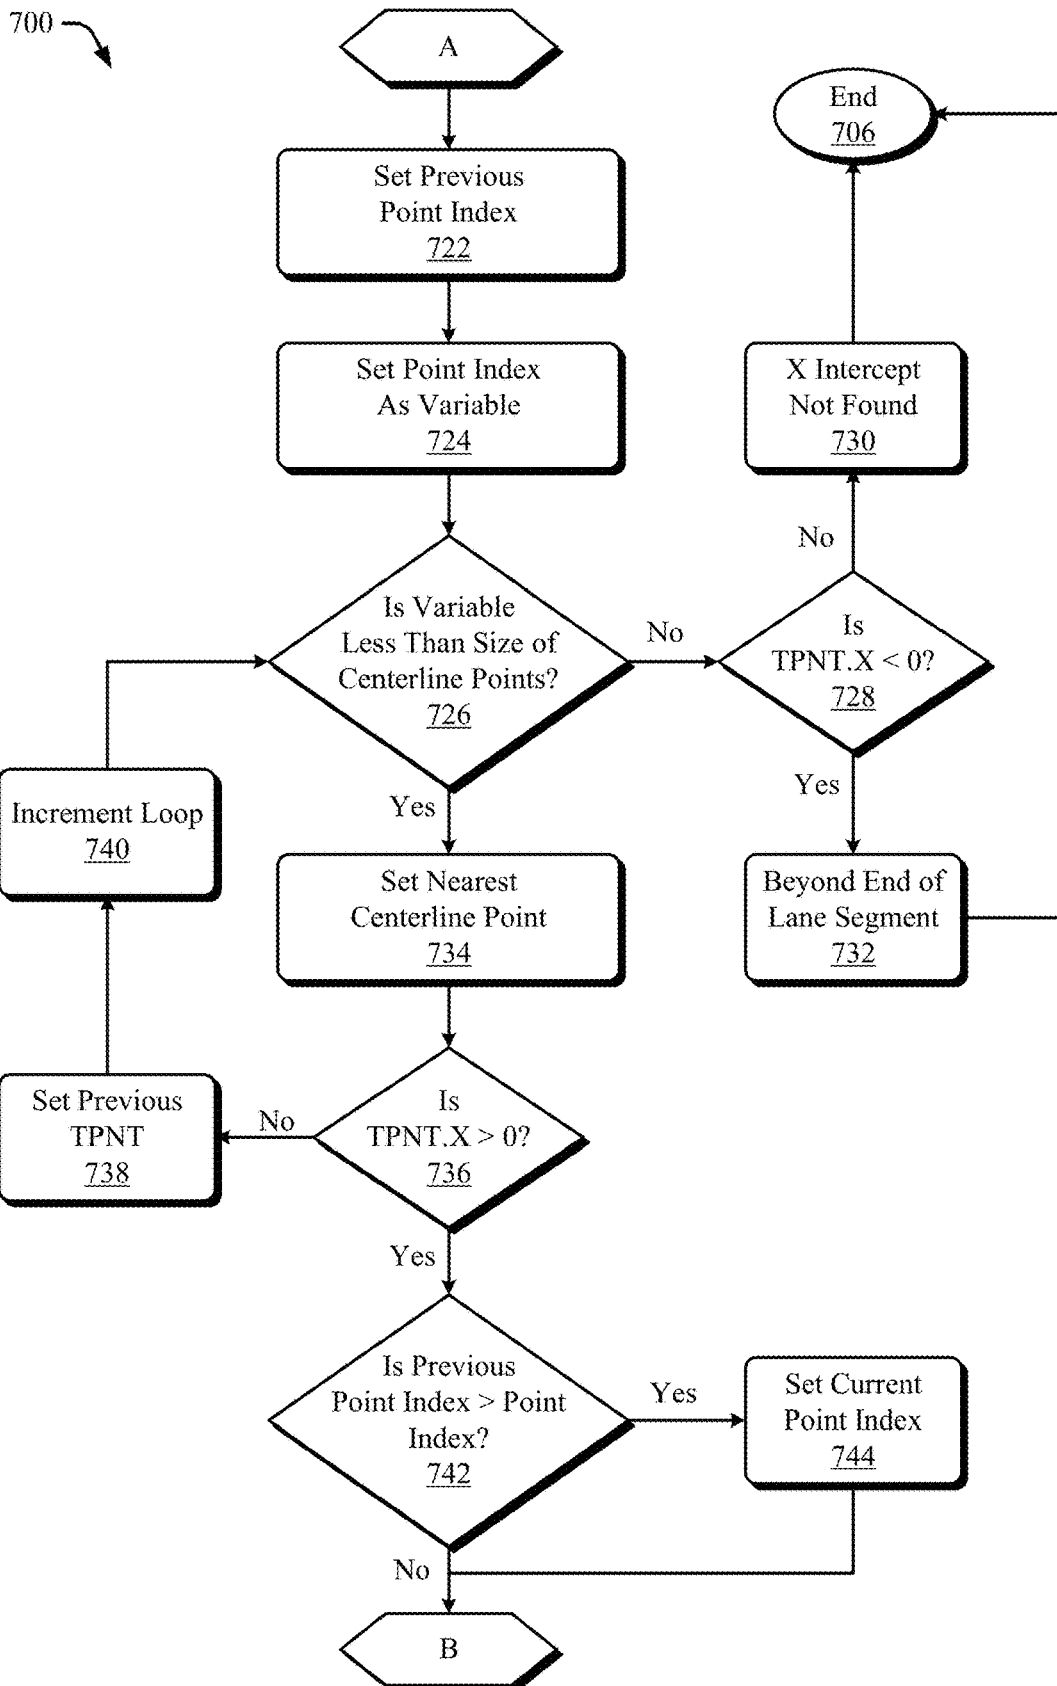 700
A
End
706
Set Previous
Point Index
722
Set Point Index
As Variable
724
X Intercept
Not Found
730
No
Is Variable
Less Than Size of
Centerline Points?
726
No
Is
TPNT.X < 0?
728
Yes
Yes
Increment Loop
740
Set Nearest
Centerline Point
734
Beyond End of
Lane Segment
732
Set Previous
TPNT
738
No
Is
TPNT.X > 0?
736
Yes
Is Previous
Point Index > Point
Index?
742
Yes
Set Current
Point Index
744
No
B